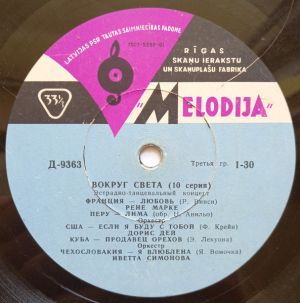 LATVIJAS PSR TAUTAS SAIMNIECĪBAS PADOME
RĪGAS
SKAŅU IERAKSTU
UN SKAŅUPLAŠU FABRIKA
33⅓
"MELODIJA"
Д-9363
Третья гр. 1-30
ВОКРУГ СВЕТА (10 серия)
Эстрадно-танцевальный концерт
ФРАНЦИЯ — ЛЮБОВЬ (Р. Винси)
РЕНЕ МАРКЕ
ПЕРУ — ЛИМА (обр. И. Анильо)
Оркестр
США — ЕСЛИ Я БУДУ С ТОБОЙ (Ф. Крейн)
ДОРИС ДЕЙ
КУБА — ПРОДАВЕЦ ОРЕХОВ (Э. Лекуона)
Оркестр
ЧЕХОСЛОВАКИЯ — Я ВЛЮБЛЕНА (Я. Вомочка)
ИВЕТТА СИМОНОВА